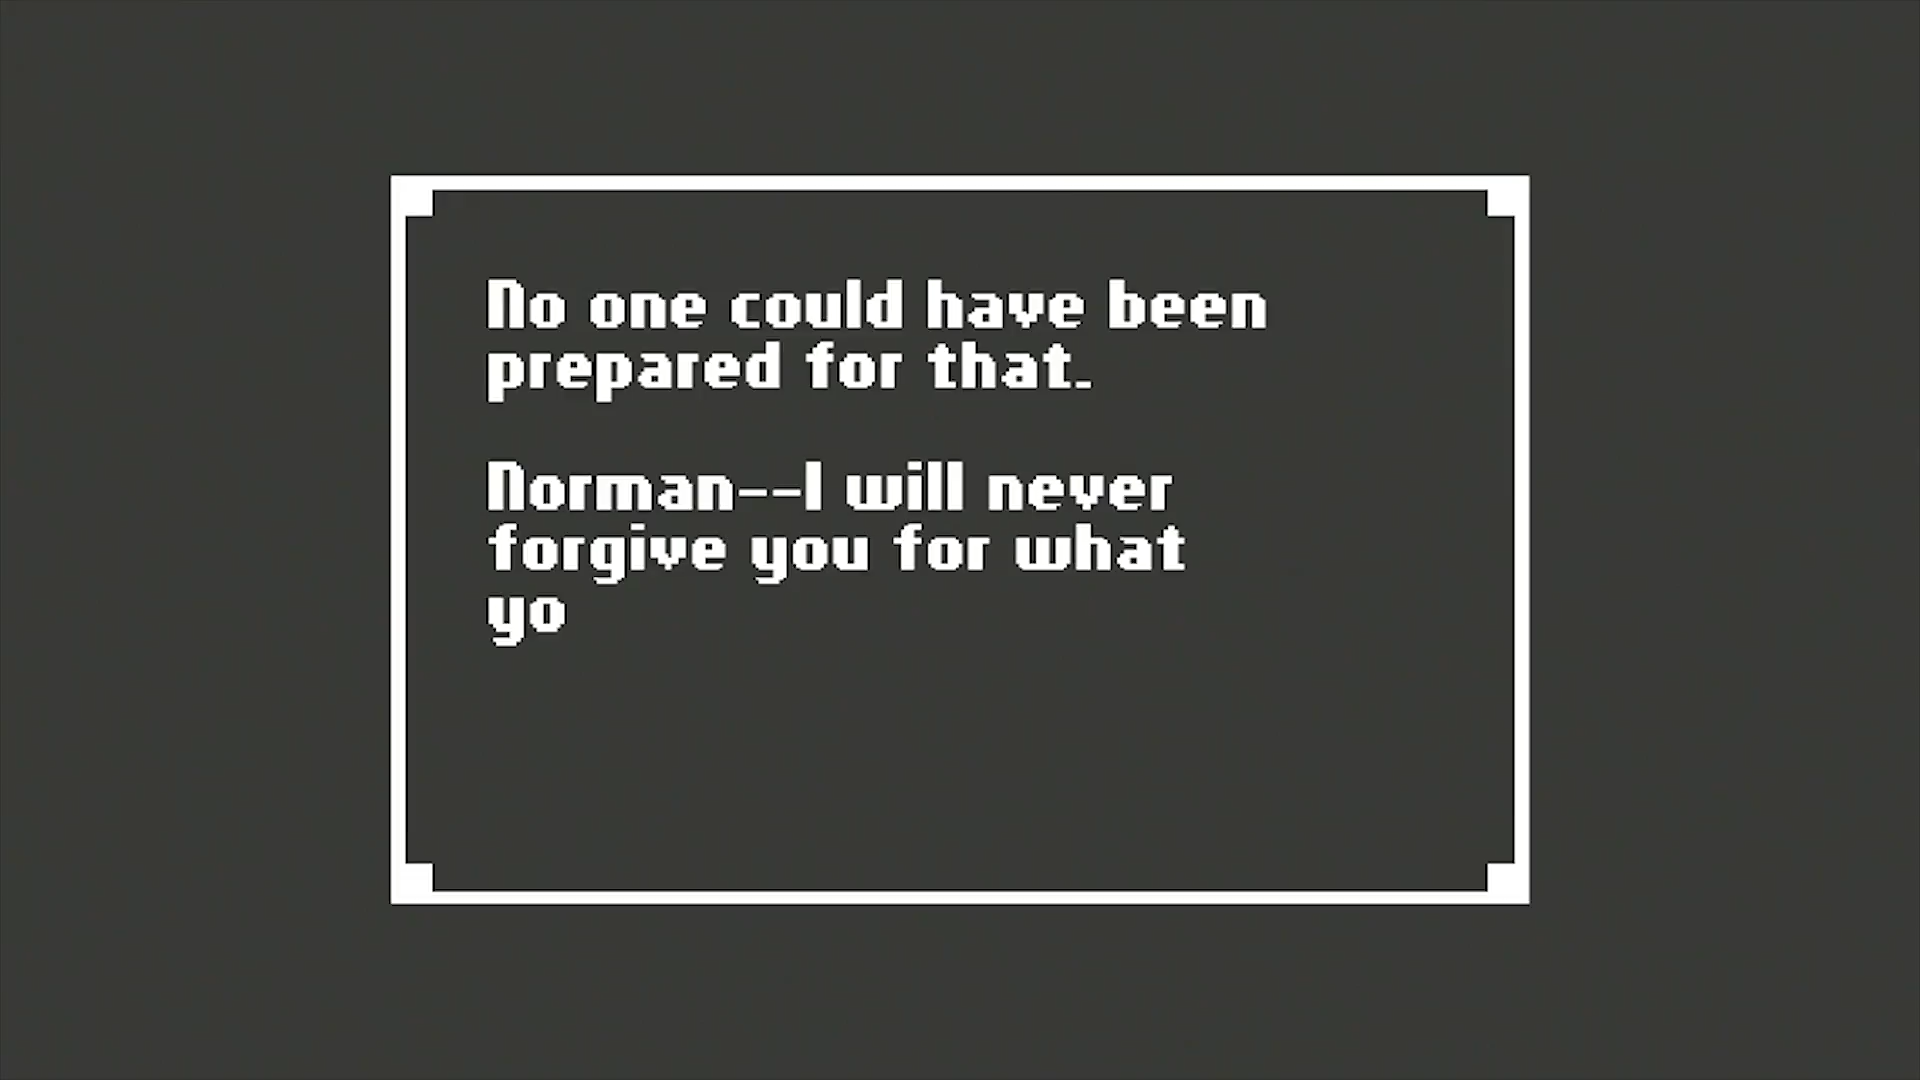 No one could have been
prepared for that.
Norman--I will never
forgive you for what
yo